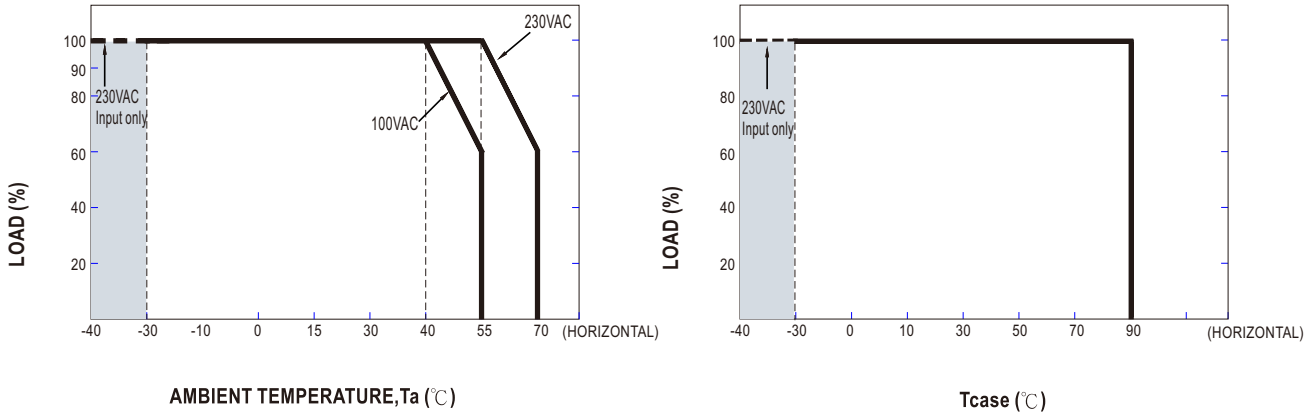 230VAC
100
90
80
60
40
20
230VAC
Input only
100VAC
LOAD (%)
-40 -30 -10 0 15 30 40 55 70 (HORIZONTAL)
AMBIENT TEMPERATURE,Ta (℃)
100
80
60
40
20
230VAC
Input only
LOAD (%)
-40 -30 0 10 30 50 70 90 (HORIZONTAL)
Tcase (℃)